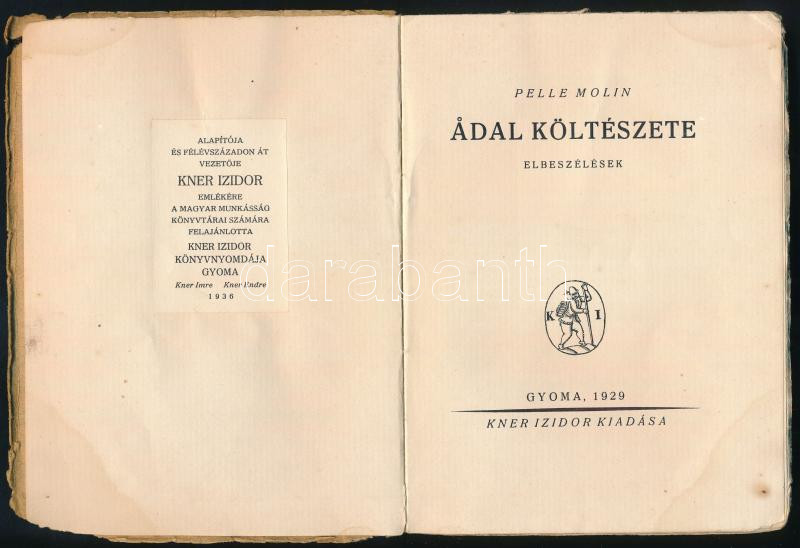 ALAPÍTÓJA
ÉS FÉLÉVSZÁZADON ÁT
VEZETŐJE
KNER IZIDOR
EMLÉKÉRE
A MAGYAR MUNKÁSSÁG
KÖNYVTÁRAI SZÁMÁRA
FELAJÁNLOTTA
KNER IZIDOR
KÖNYVNYOMDÁJA
GYOMA
Kner Imre Kner Endre
1936
PELLE MOLIN
ÅDAL KÖLTÉSZETE
ELBESZÉLÉSEK
K I
GYOMA, 1929
KNER IZIDOR KIADÁSA
darabanth